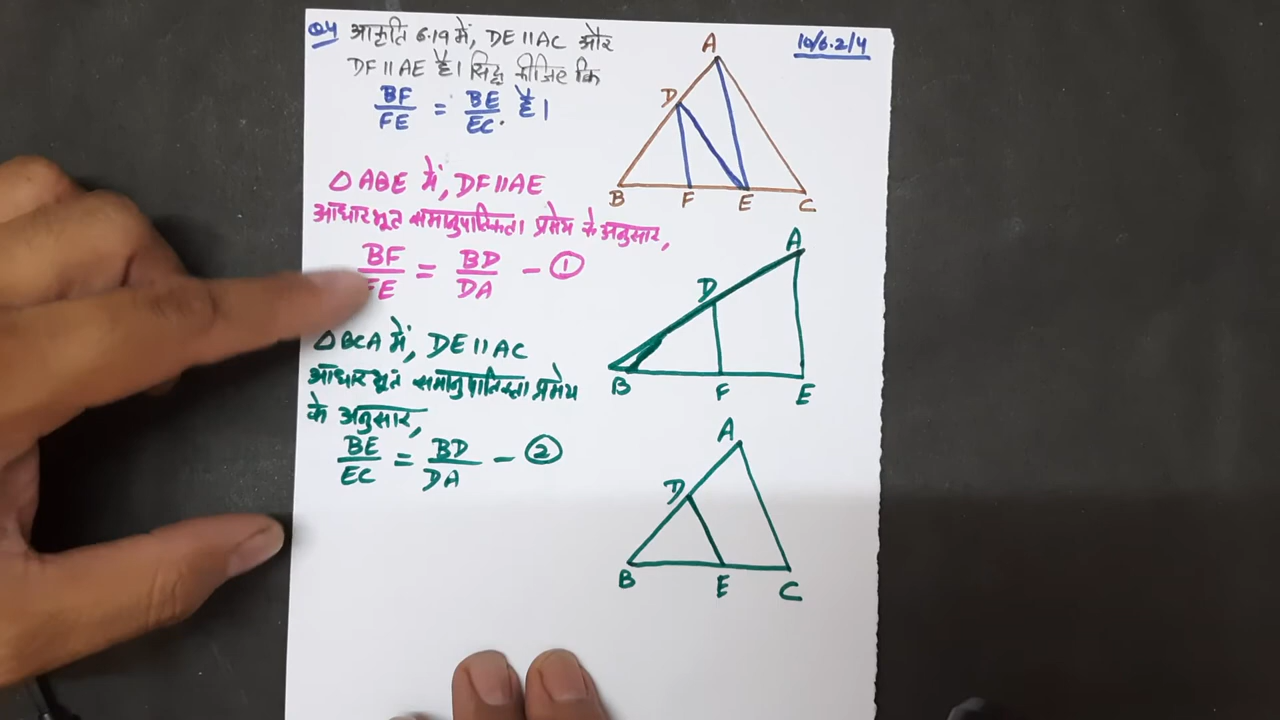 Q4 आकृति 6.19 में, DE || AC और
DF || AE है। सिद्ध कीजिए कि
BF/FE = BE/EC. है।
10/6.2/4
A
D
B F E C
△ABE में, DF || AE
आधारभूत समानुपातिकता प्रमेय के अनुसार,
BF/FE = BD/DA - ①
A
D
B F E
△BCA में, DE || AC
आधारभूत समानुपातिकता प्रमेय
के अनुसार,
BE/EC = BD/DA - ②
A
D
B E C